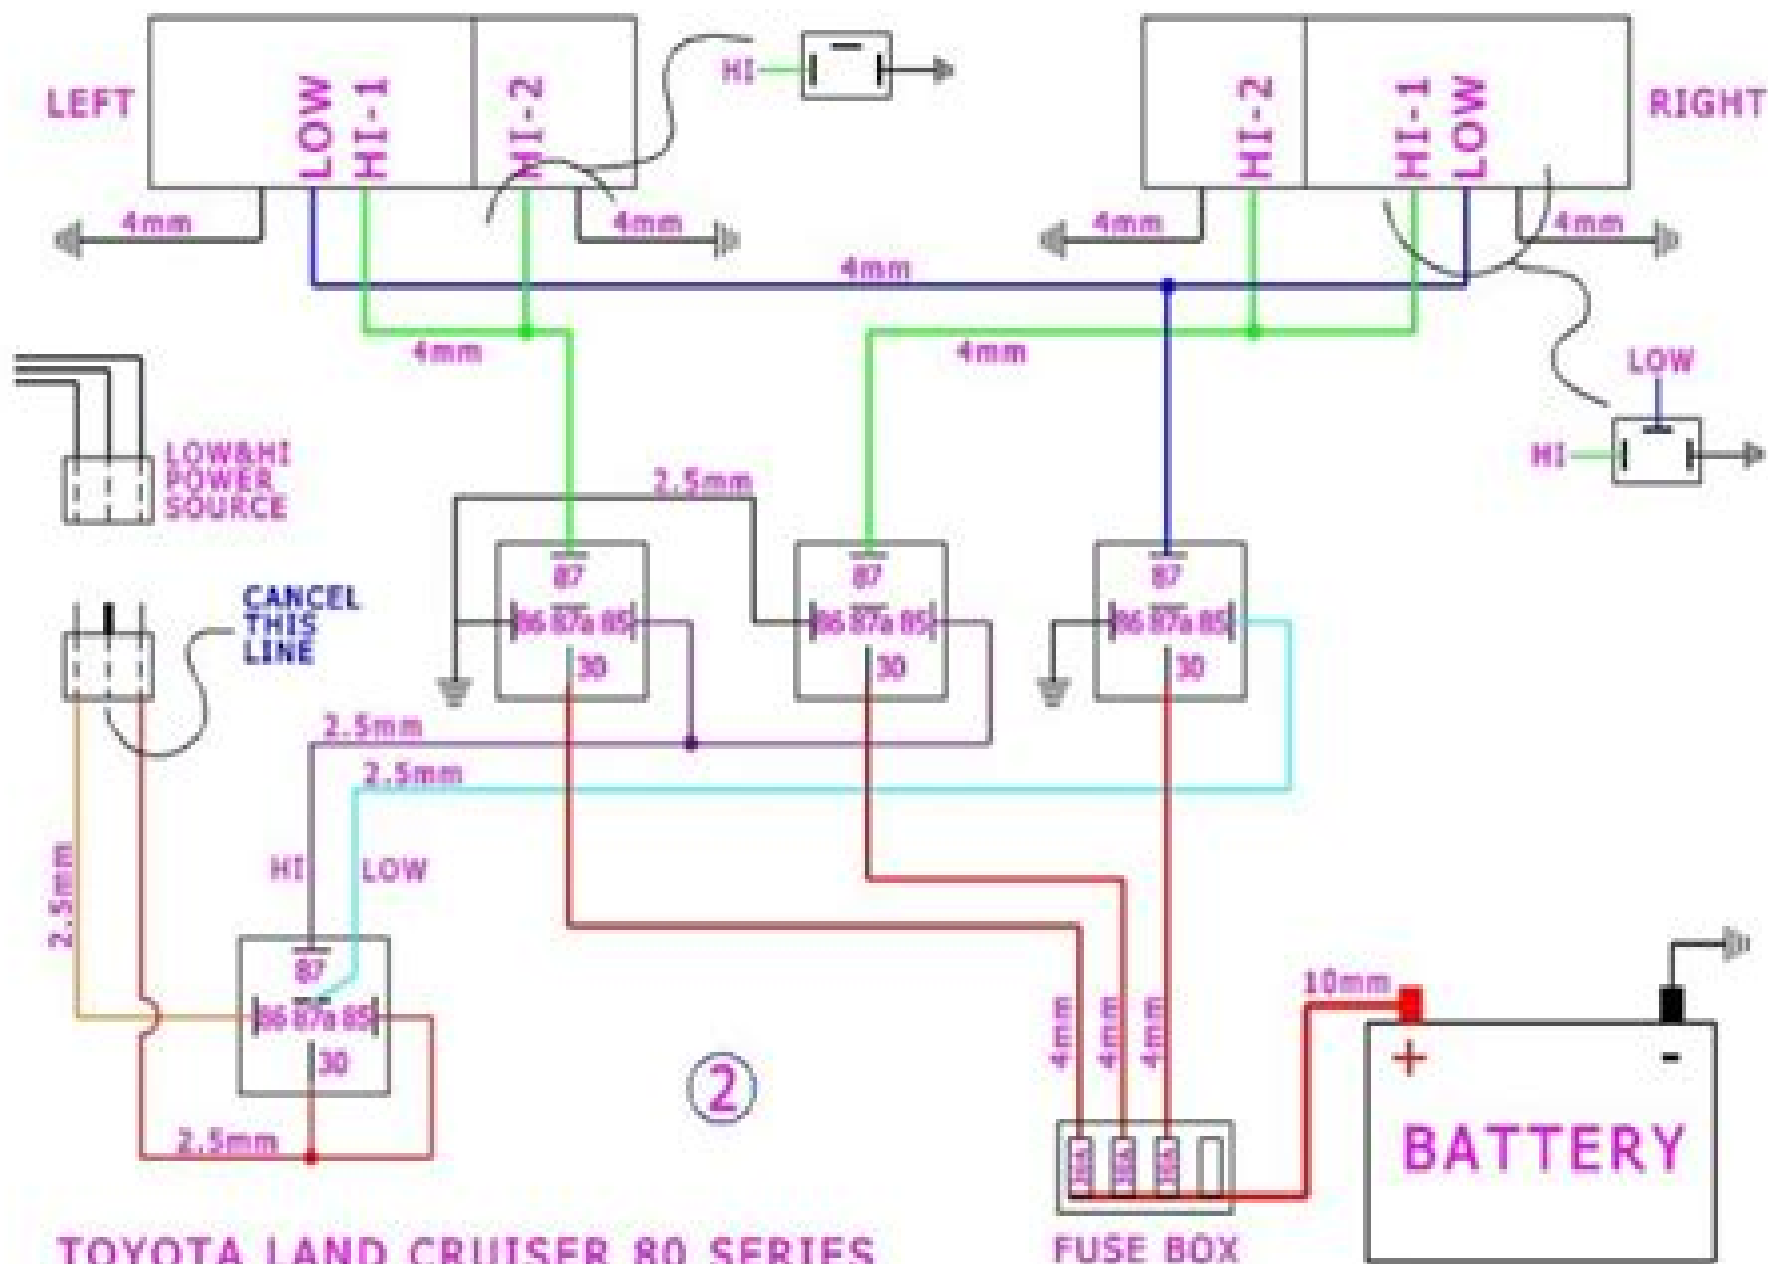 LEFT
LOW
HI-1
HI-2
HI
HI-2
HI-1
LOW
RIGHT
4mm
4mm
4mm
4mm
4mm
4mm
4mm
LOW
HI
LOW&HI
POWER
SOURCE
2.5mm
CANCEL
THIS
LINE
87
86 87a 85
30
87
86 87a 85
30
87
86 87a 85
30
2.5mm
2.5mm
2.5mm
HI
LOW
87
86 87a 85
30
2.5mm
2
4mm
4mm
4mm
10mm
+
-
BATTERY
TOYOTA LAND CRUISER 80 SERIES
FUSE BOX